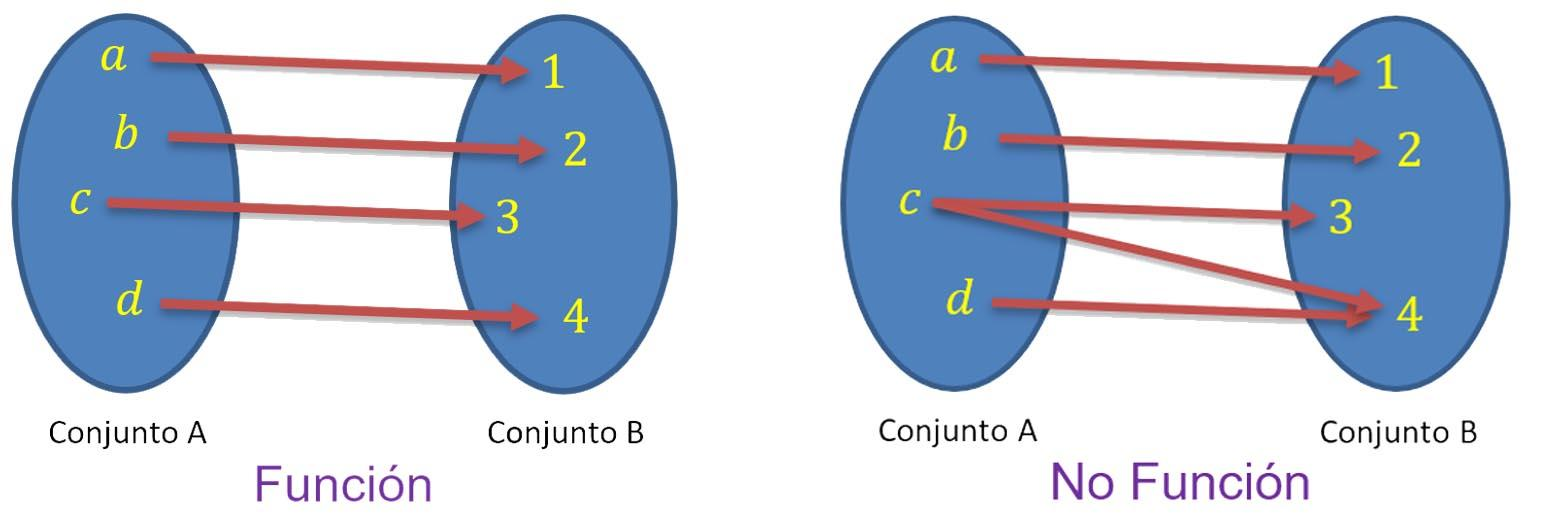 a 1
b 2
c 3
d 4
Conjunto A Conjunto B
Función
a 1
b 2
c 3
d 4
Conjunto A Conjunto B
No Función